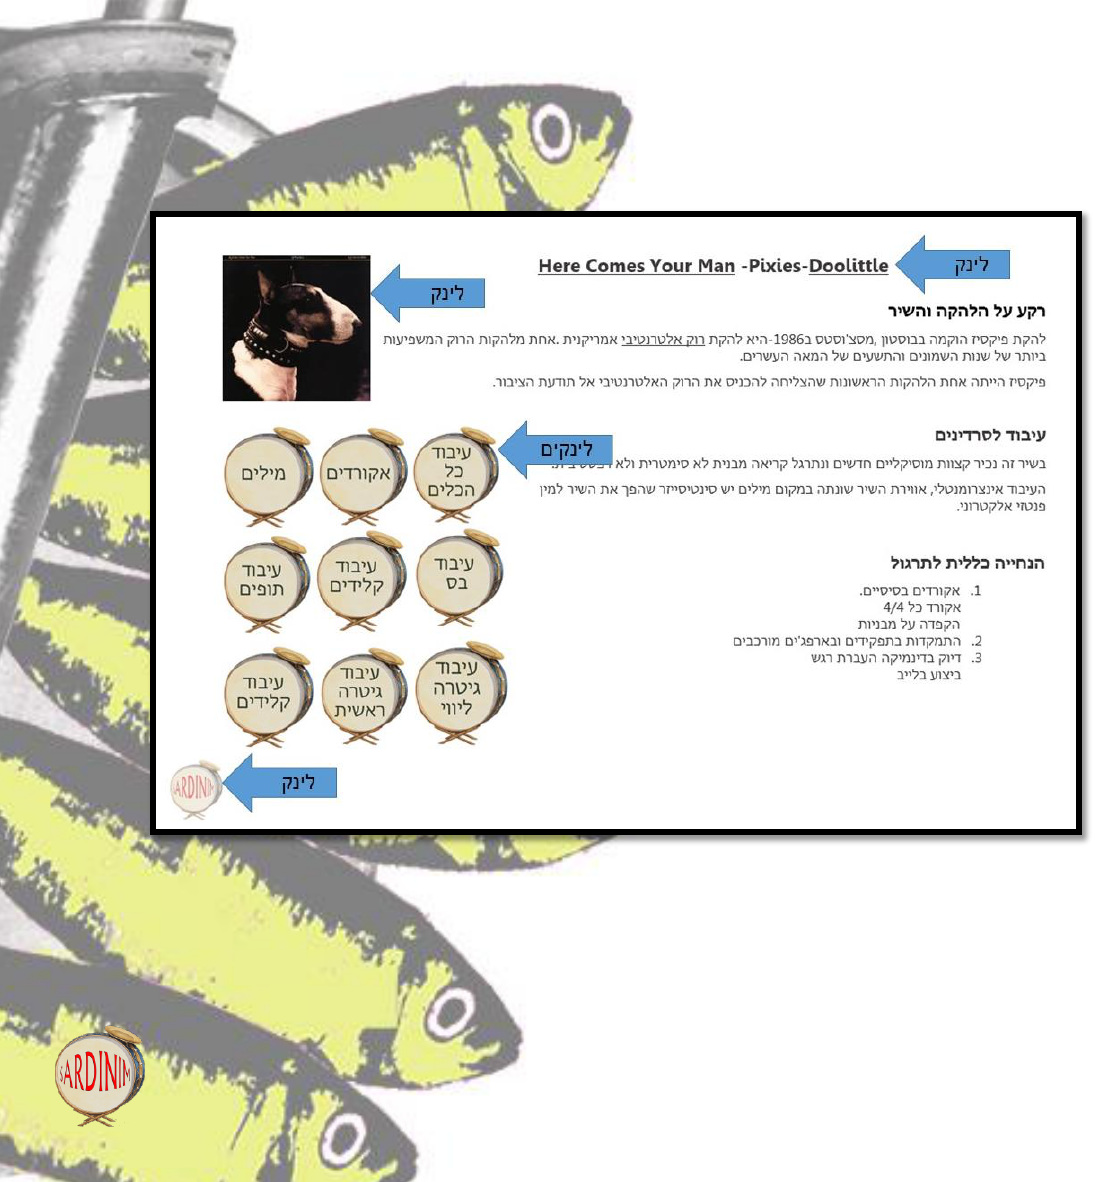 Here Comes Your Man -Pixies-Doolittle
לינק
לינק
רקע על הלהקה והשיר
להקת פיקסיז הוקמה בבוסטון ,מסצ'וסטס ב1986-היא להקת רוק אלטרנטיבי אמריקנית .אחת מלהקות הרוק המשפיעות
ביותר של שנות השמונים והתשעים של המאה העשרים.
פיקסיז הייתה אחת הלהקות הראשונות שהצליחה להכניס את הרוק האלטרנטיבי אל תודעת הציבור.
עיבוד לסרדינים
לינקים
בשיר זה נכיר קצוות מוסיקליים חדשים ונתרגל קריאה מבנית לא סימטרית ולא
העיבוד אינצרומנטלי, אווירת השיר שונתה במקום מילים יש סינטיסייזר שהפך את השיר למין
פנטזי אלקטרוני.
הנחייה כללית לתרגול
1. אקורדים בסיסיים.
אקורד כל 4/4
הקפדה על מבניות
2. התמקדות בתפקידים ובארפג'ים מורכבים
3. דיוק בדינמיקה העברת רגש
ביצוע בלייב
עיבוד
כל
הכלים
אקורדים
מילים
עיבוד
בס
עיבוד
קלידים
עיבוד
תופים
עיבוד
גיטרה
ליווי
עיבוד
גיטרה
ראשית
עיבוד
קלידים
לינק
SARDINIM
SARDINIM